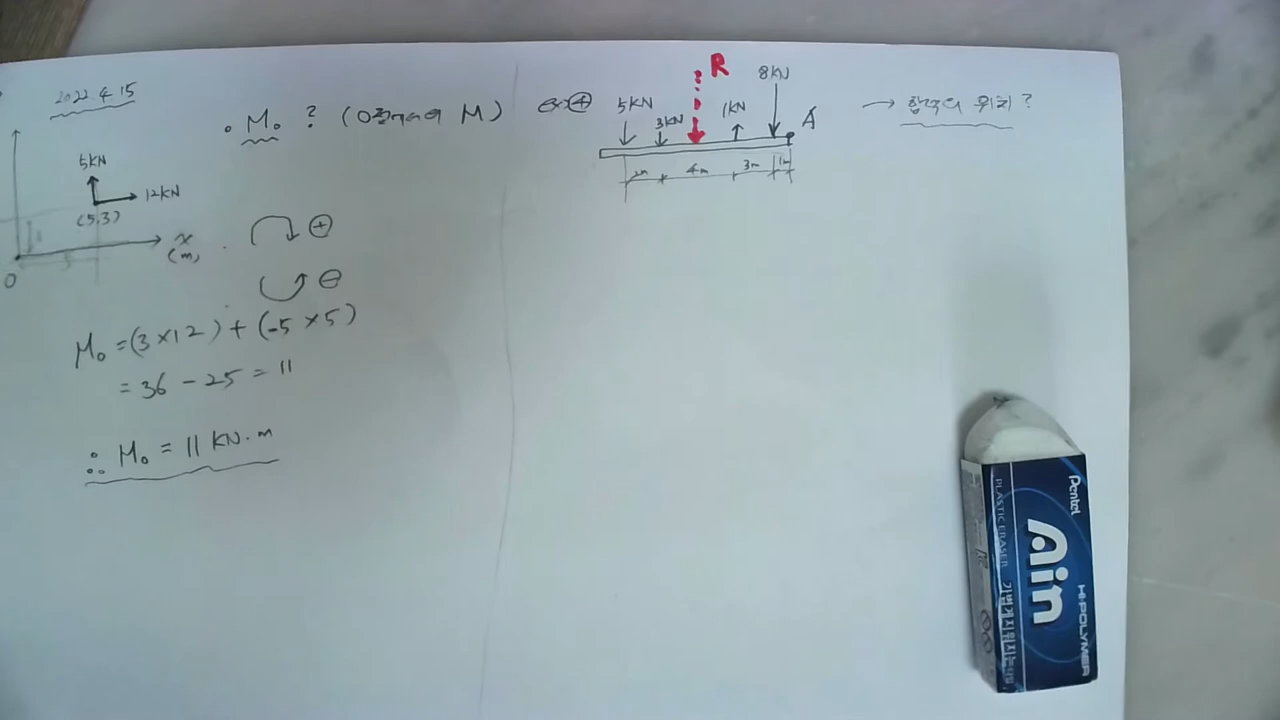 2022.4.15
5KN
12KN
(5,3)
x
(m)
O
. M₀ ? (O점에서의 M)
⊕
⊖
M₀ = (3×12) + (-5×5)
= 36 - 25 = 11
∴ M₀ = 11 KN·m
⊕
R
8KN
5KN
3KN
1KN
A
→ 합력의 위치?
2m
4m
3m
1m
Pentel
Ain
PLASTIC ERASER
HI-POLYMER